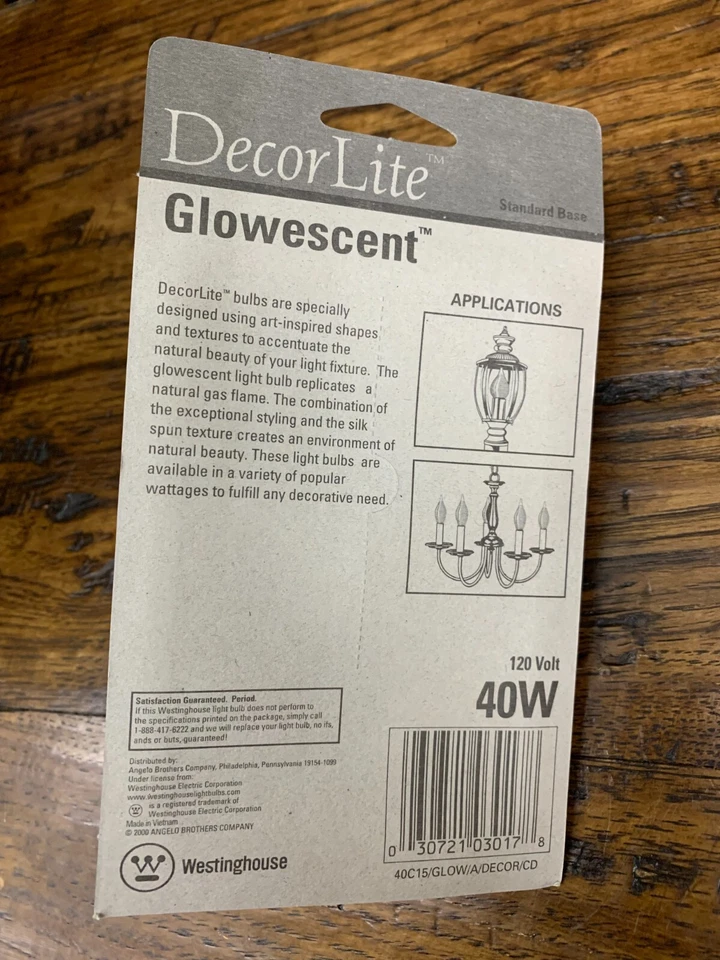 DecorLite™
Standard Base
Glowescent™
DecorLite™ bulbs are specially
designed using art-inspired shapes
and textures to accentuate the
natural beauty of your light fixture. The
glowescent light bulb replicates a
natural gas flame. The combination of
the exceptional styling and the silk
spun texture creates an environment of
natural beauty. These light bulbs are
available in a variety of popular
wattages to fulfill any decorative need.
APPLICATIONS
120 Volt
40W
Satisfaction Guaranteed. Period.
If this Westinghouse light bulb does not perform to
the specifications printed on the package, simply call
1-888-417-6222 and we will replace your light bulb, no ifs,
ands or buts, guaranteed!
Distributed by:
Angelo Brothers Company, Philadelphia, Pennsylvania 19154-1099
Under license from:
Westinghouse Electric Corporation
www.westinghouselightbulbs.com
W is a registered trademark of
Westinghouse Electric Corporation
Made in Vietnam
© 2000 ANGELO BROTHERS COMPANY
W Westinghouse
0 30721 03017 8
40C15/GLOW/A/DECOR/CD